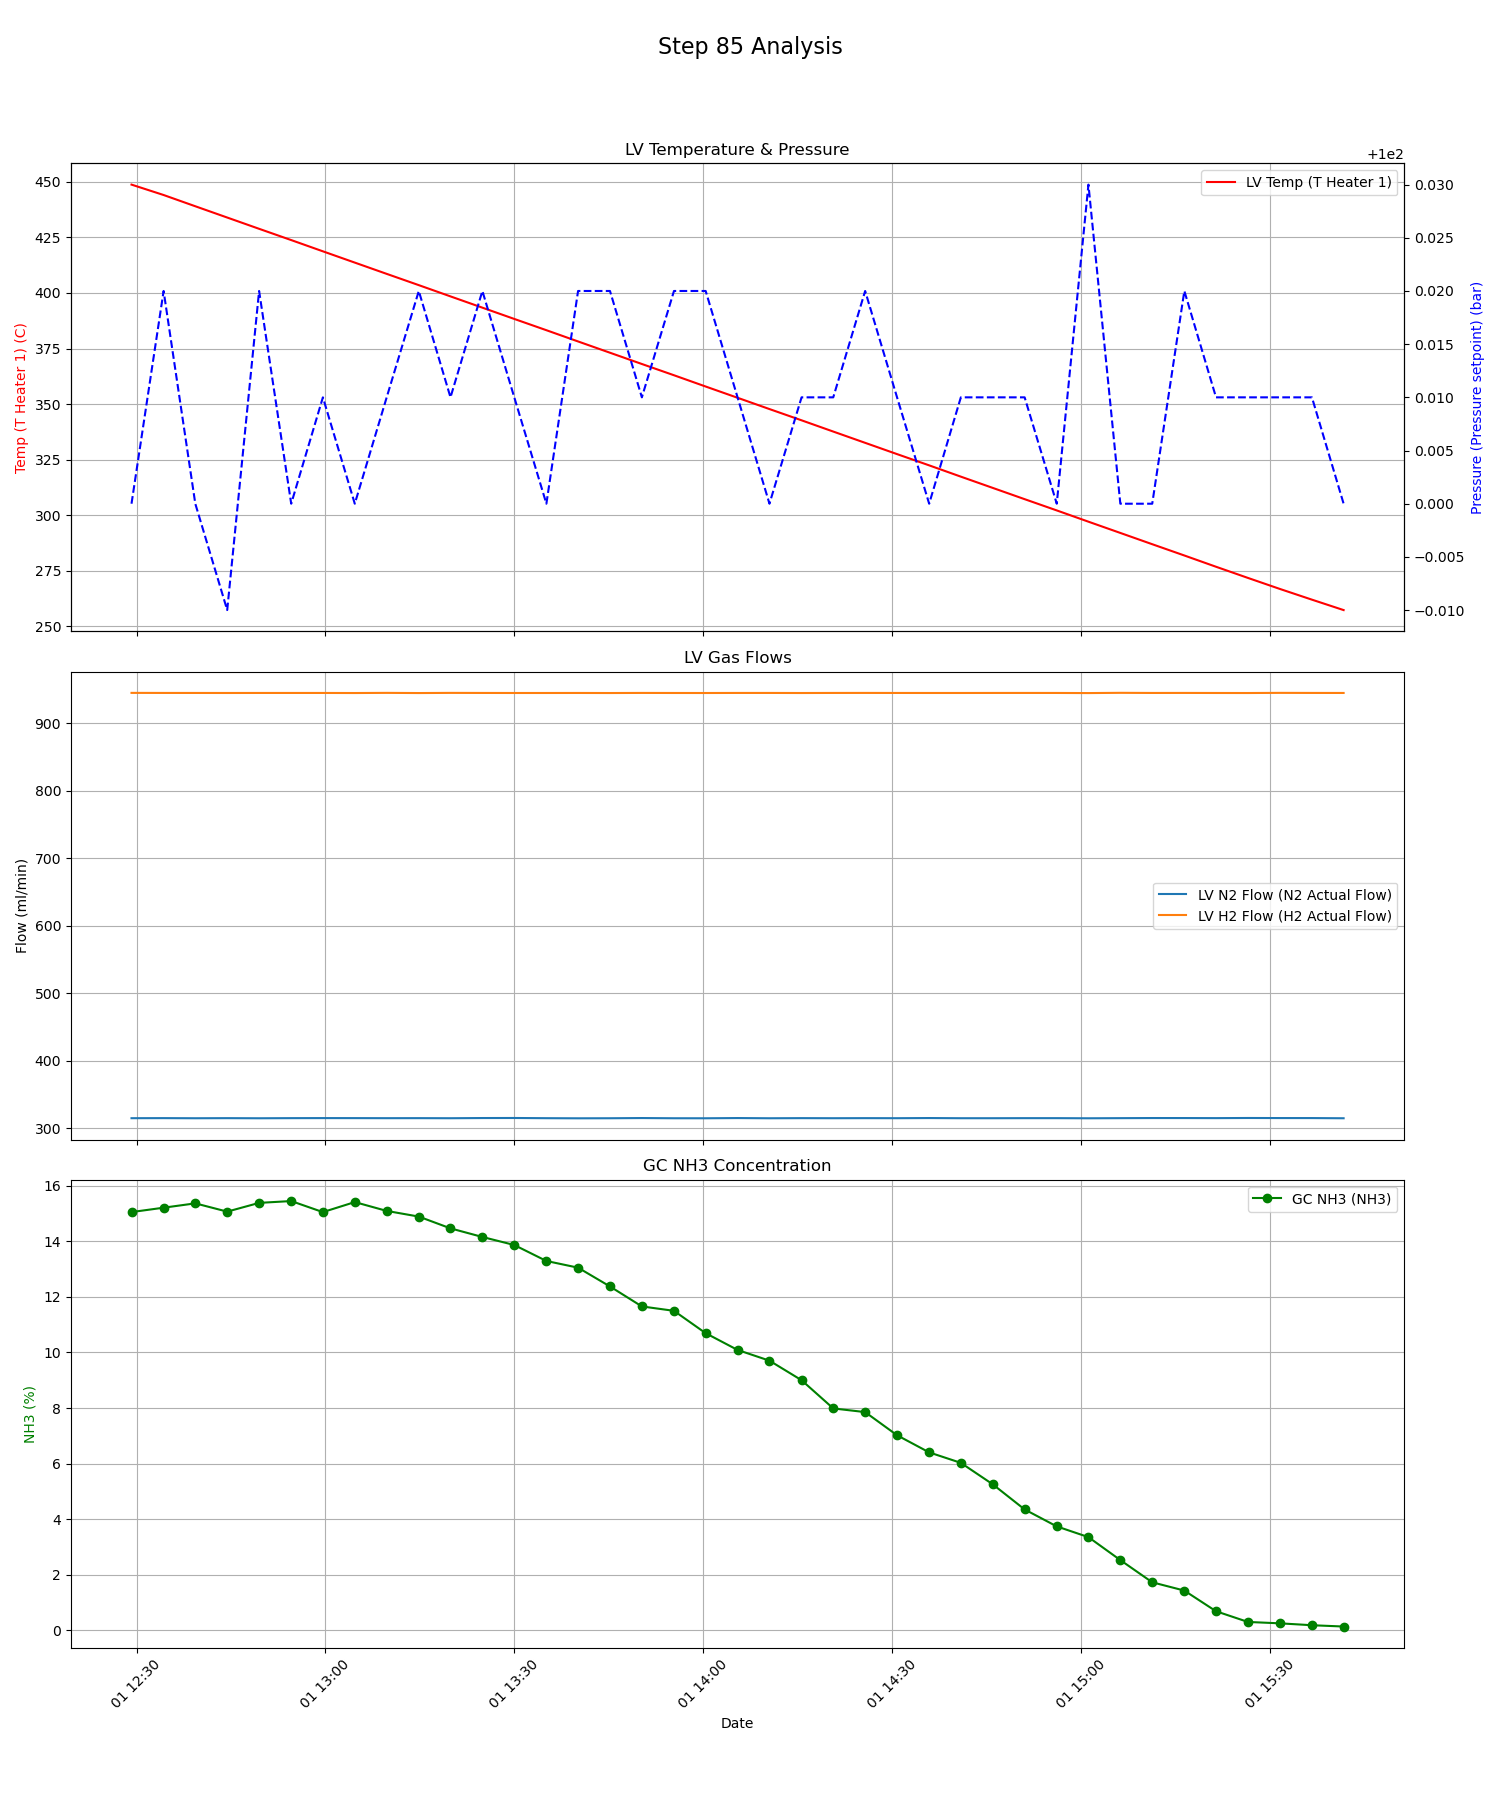 Step 85 Analysis
LV Temperature & Pressure
+1e2
LV Temp (T Heater 1)
Temp (T Heater 1) (C)
450
425
400
375
350
325
300
275
250
0.030
0.025
0.020
0.015
0.010
0.005
0.000
−0.005
−0.010
Pressure (Pressure setpoint) (bar)
LV Gas Flows
Flow (ml/min)
900
800
700
600
500
400
300
LV N2 Flow (N2 Actual Flow)
LV H2 Flow (H2 Actual Flow)
GC NH3 Concentration
GC NH3 (NH3)
NH3 (%)
16
14
12
10
8
6
4
2
0
01 12:30
01 13:00
01 13:30
01 14:00
01 14:30
01 15:00
01 15:30
Date